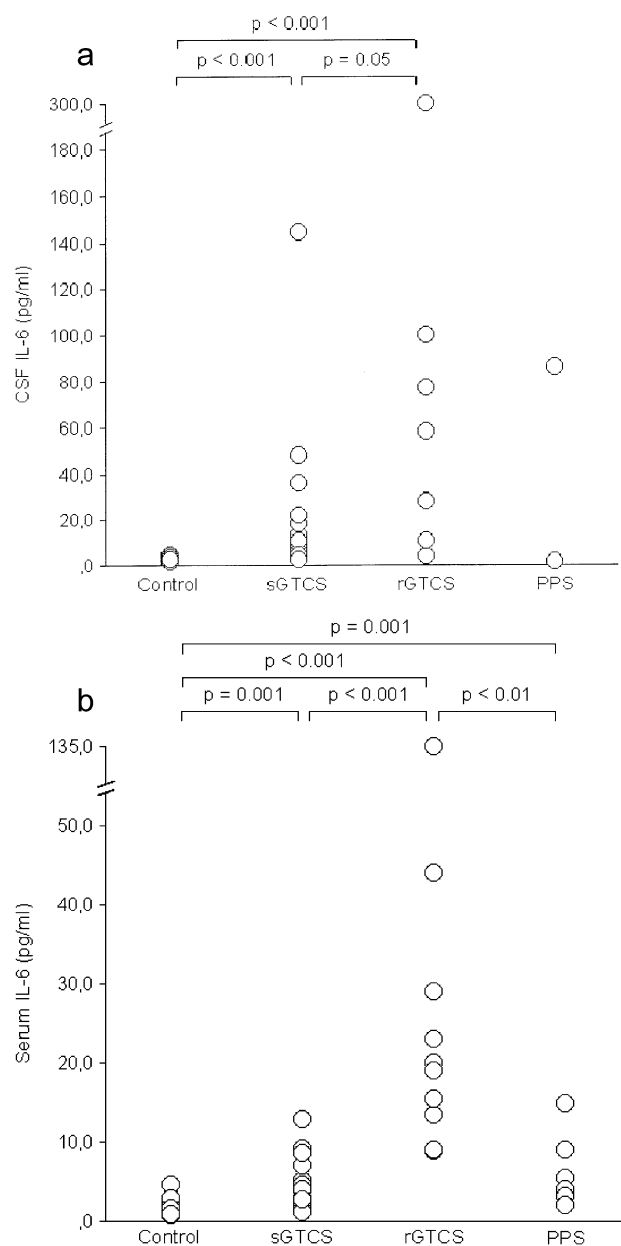 p < 0.001
a
p < 0.001 p = 0.05
300,0
180,0
160,0
140,0
120,0
100,0
80,0
60,0
40,0
20,0
,0
CSF IL-6 (pg/ml)
Control sGTCS rGTCS PPS
p = 0.001
p < 0.001
b
p = 0.001 p < 0.001 p < 0.01
135,0
50,0
40,0
30,0
20,0
10,0
,0
Serum IL-6 (pg/ml)
Control sGTCS rGTCS PPS